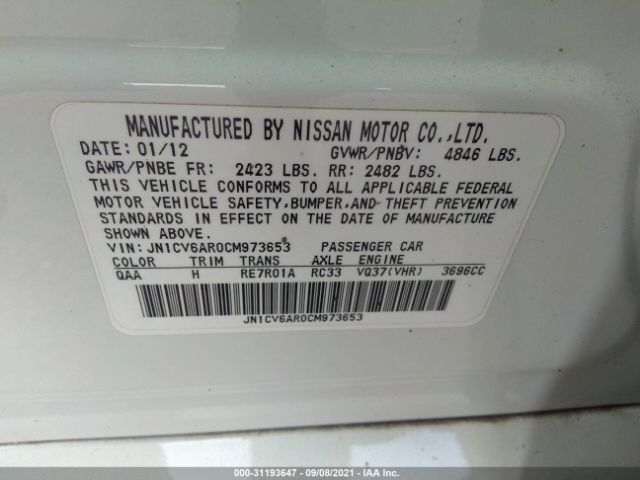 MANUFACTURED BY NISSAN MOTOR CO.,LTD.
DATE: 01/12 GVWR/PNBV: 4846 LBS.
GAWR/PNBE FR: 2423 LBS. RR: 2482 LBS.
THIS VEHICLE CONFORMS TO ALL APPLICABLE FEDERAL
MOTOR VEHICLE SAFETY, BUMPER, AND THEFT PREVENTION
STANDARDS IN EFFECT ON THE DATE OF MANUFACTURE
SHOWN ABOVE.
VIN: JN1CV6AR0CM973653 PASSENGER CAR
COLOR TRIM TRANS AXLE ENGINE
QAA H RE7R01A RC33 VQ37(VHR) 3696CC
JN1CV6AR0CM973653
000-31193647 - 09/08/2021 - IAA Inc.